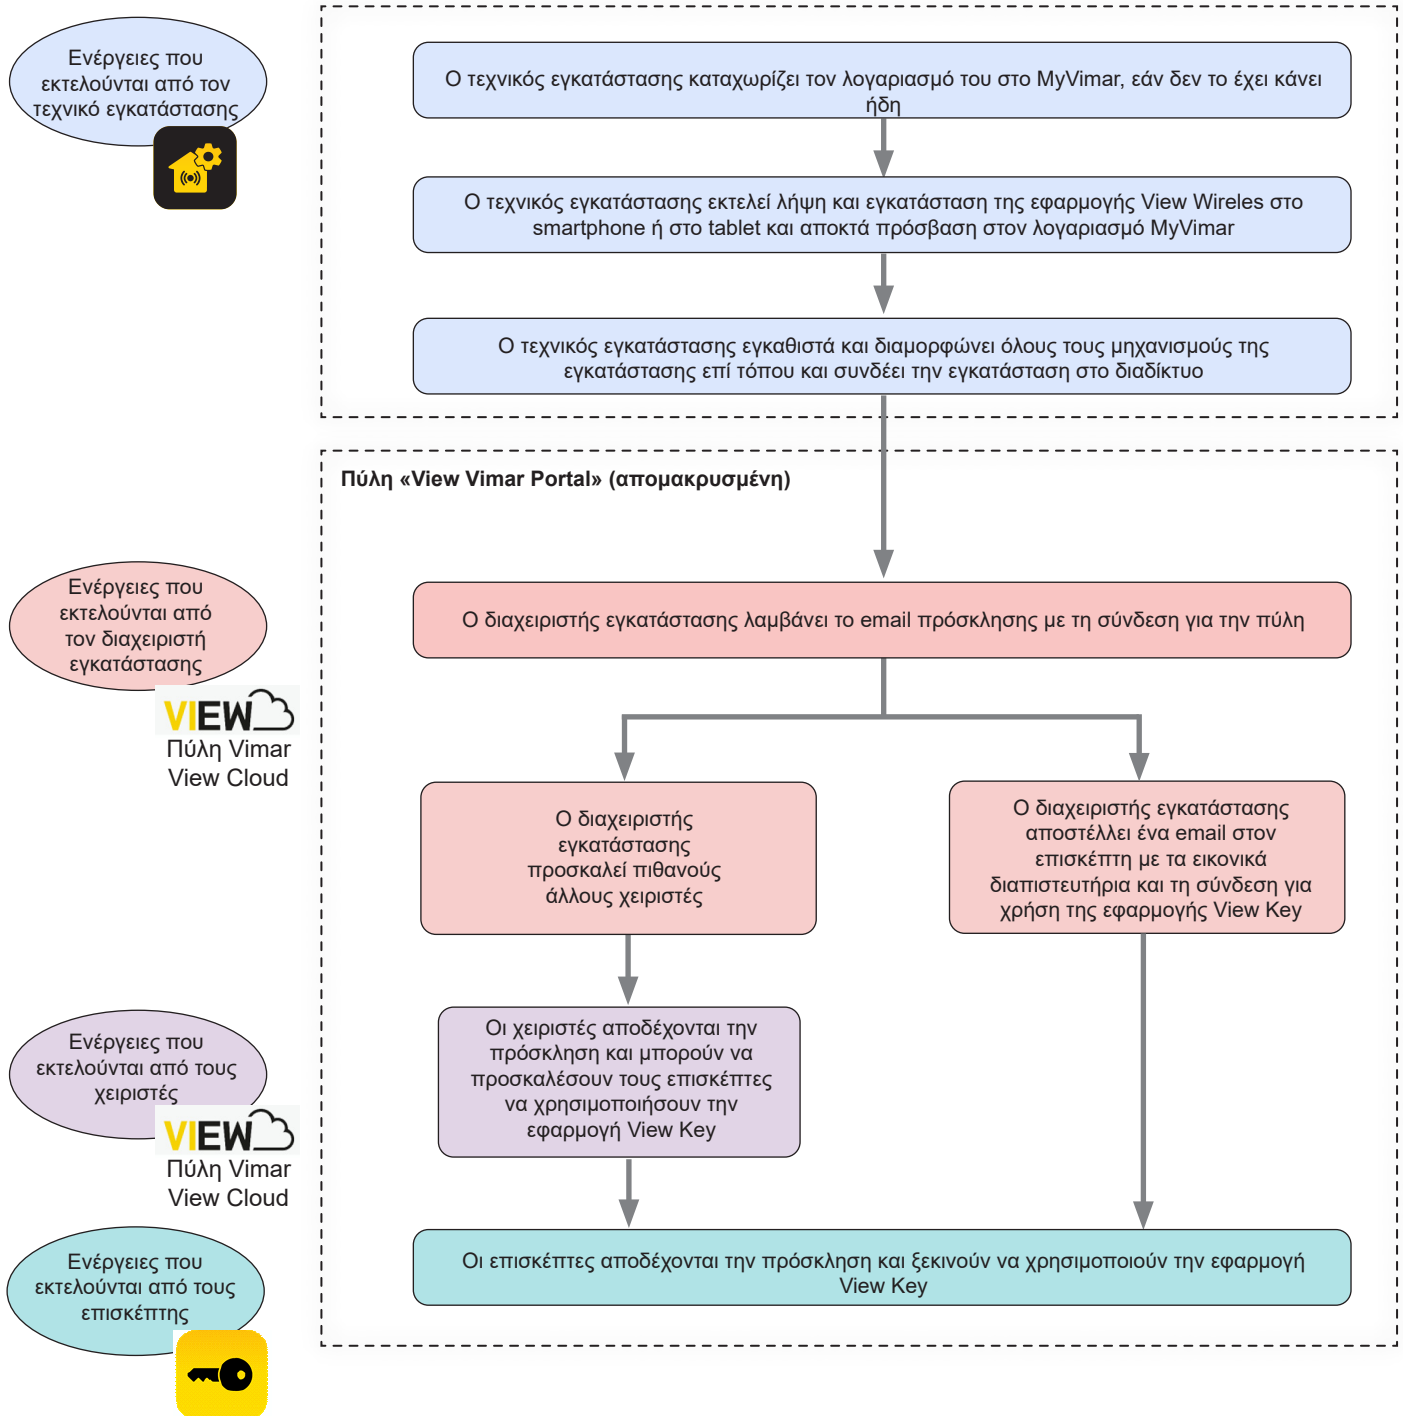 Ενέργειες που
εκτελούνται από τον
τεχνικό εγκατάστασης
Ο τεχνικός εγκατάστασης καταχωρίζει τον λογαριασμό του στο MyVimar, εάν δεν το έχει κάνει
ήδη
Ο τεχνικός εγκατάστασης εκτελεί λήψη και εγκατάσταση της εφαρμογής View Wireles στο
smartphone ή στο tablet και αποκτά πρόσβαση στον λογαριασμό MyVimar
Ο τεχνικός εγκατάστασης εγκαθιστά και διαμορφώνει όλους τους μηχανισμούς της
εγκατάστασης επί τόπου και συνδέει την εγκατάσταση στο διαδίκτυο
Πύλη «View Vimar Portal» (απομακρυσμένη)
Ενέργειες που
εκτελούνται από
τον διαχειριστή
εγκατάστασης
VIEW
Πύλη Vimar
View Cloud
Ο διαχειριστής εγκατάστασης λαμβάνει το email πρόσκλησης με τη σύνδεση για την πύλη
Ο διαχειριστής
εγκατάστασης
προσκαλεί πιθανούς
άλλους χειριστές
Ο διαχειριστής εγκατάστασης
αποστέλλει ένα email στον
επισκέπτη με τα εικονικά
διαπιστευτήρια και τη σύνδεση για
χρήση της εφαρμογής View Key
Ενέργειες που
εκτελούνται από τους
χειριστές
VIEW
Πύλη Vimar
View Cloud
Οι χειριστές αποδέχονται την
πρόσκληση και μπορούν να
προσκαλέσουν τους επισκέπτες
να χρησιμοποιήσουν την
εφαρμογή View Key
Ενέργειες που
εκτελούνται από τους
επισκέπτης
Οι επισκέπτες αποδέχονται την πρόσκληση και ξεκινούν να χρησιμοποιούν την εφαρμογή
View Key